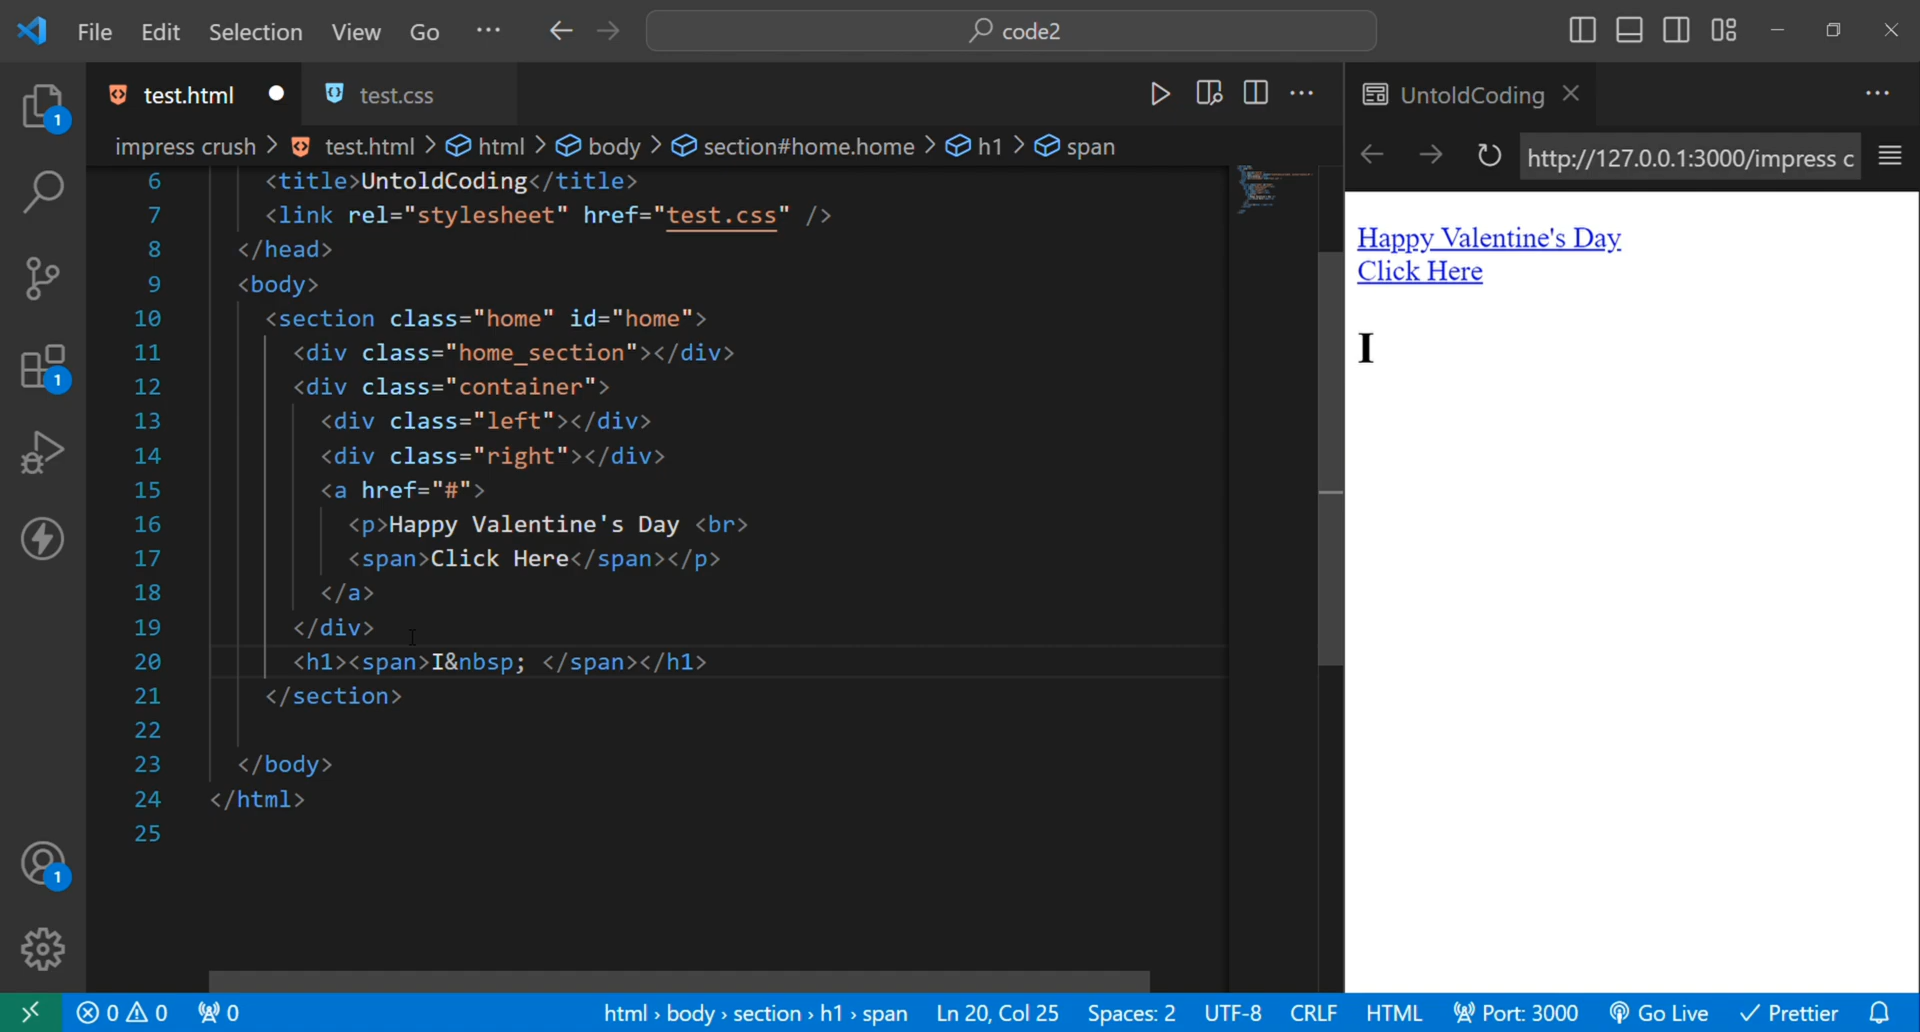 File Edit Selection View Go ··· code2
test.html test.css UntoldColding
impress crush > test.html > html > body > section#home.home > h1 > span
http://127.0.0.1:3000/impress c
6 <title>UntoldCoding</title>
7 <link rel="stylesheet" href="test.css" />
8 </head>
9 <body>
10 <section class="home" id="home">
11 <div class="home_section"></div>
12 <div class="container">
13 <div class="left"></div>
14 <div class="right"></div>
15 <a href="#">
16 <p>Happy Valentine's Day <br>
17 <span>Click Here</span></p>
18 </a>
19 </div>
20 <h1><span>I&nbsp; </span></h1>
21 </section>
22
23 </body>
24 </html>
25
Happy Valentine's Day
Click Here
I
1
1
1
0 0 0 html › body › section › h1 › span Ln 20, Col 25 Spaces: 2 UTF-8 CRLF HTML Port: 3000 Go Live Prettier